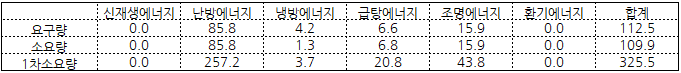 신재생에너지 난방에너지 냉방에너지 급탕에너지 조명에너지 환기에너지 합계
요구량 0.0 85.8 4.2 6.6 15.9 0.0 112.5
소요량 0.0 85.8 1.3 6.8 15.9 0.0 109.9
1차소요량 0.0 257.2 3.7 20.8 43.8 0.0 325.5